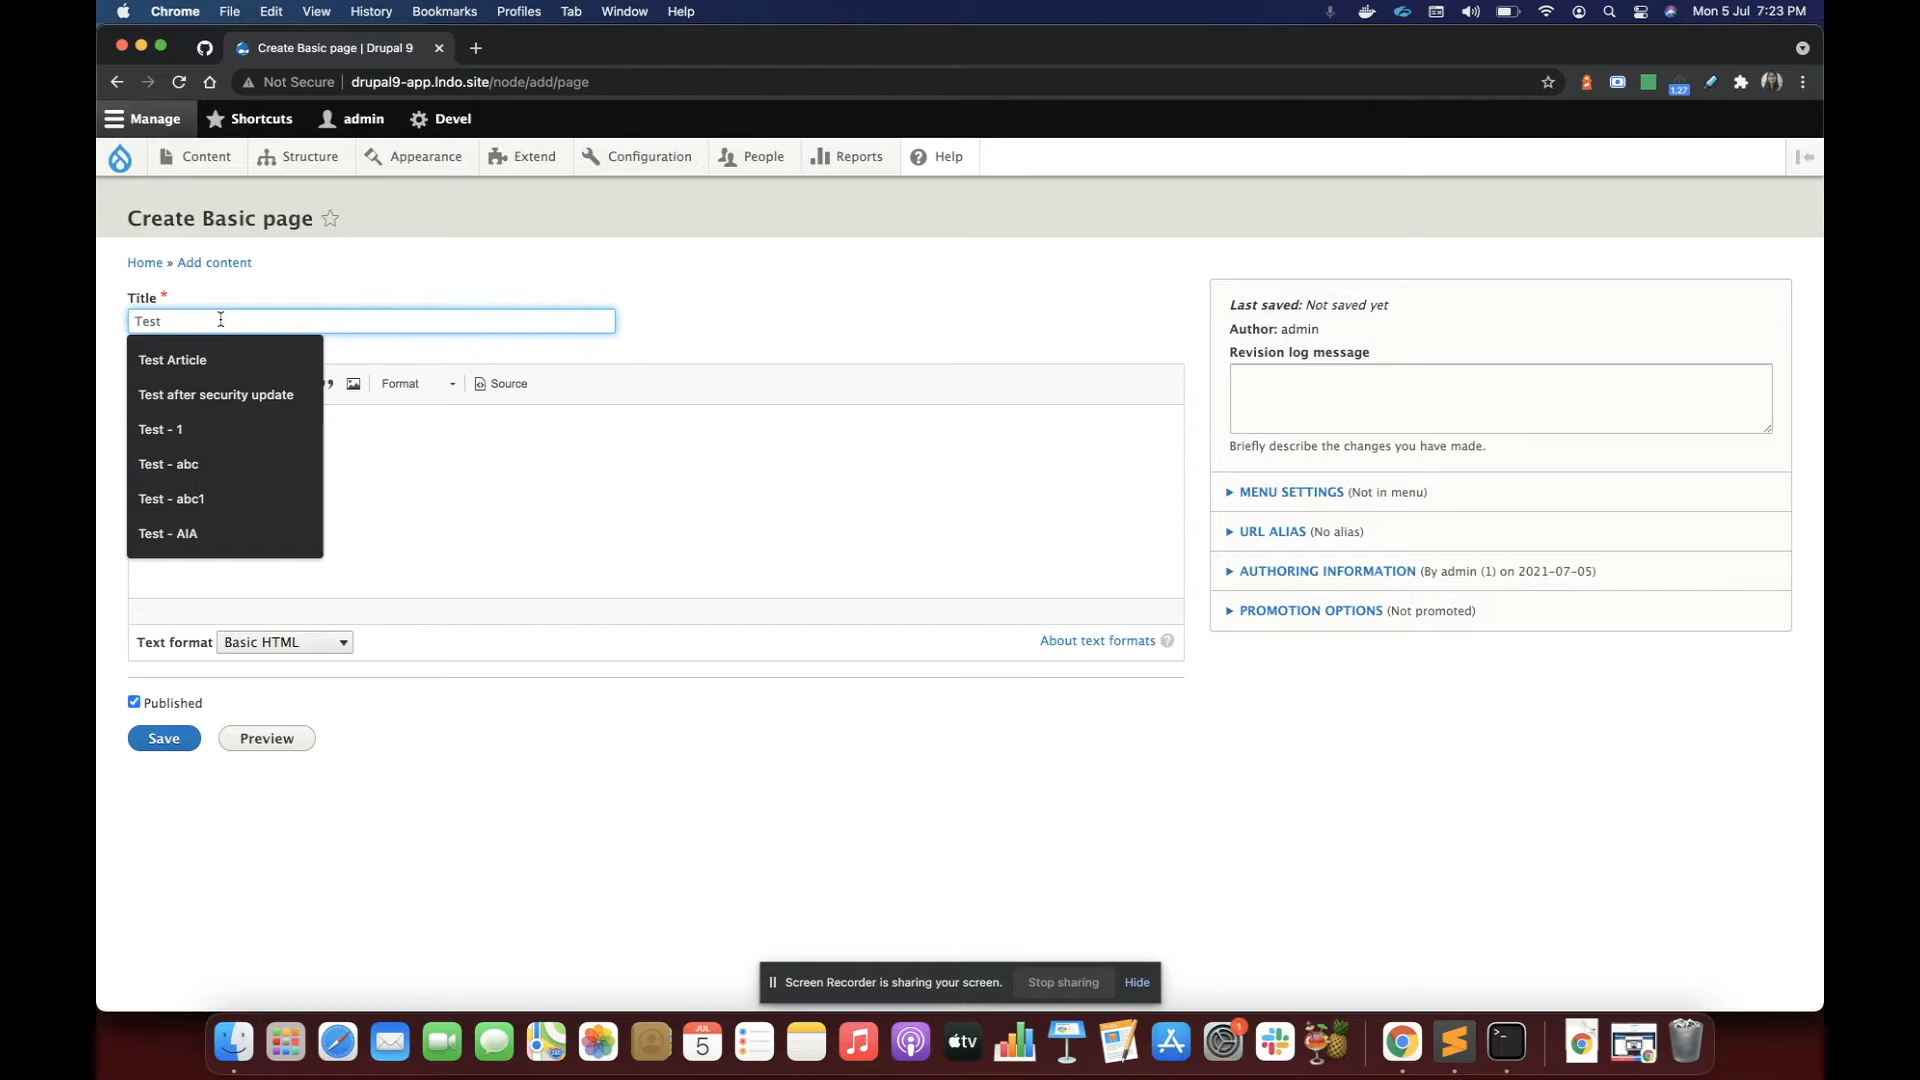 Chrome File Edit View History Bookmarks Profiles Tab Window Help Mon 5 Jul 7:23 PM
Create Basic page | Drupal 9
Not Secure drupal9-app.lndo.site/node/add/page 1.27
Manage Shortcuts admin Devel
Content Structure Appearance Extend Configuration People Reports Help
Create Basic page
Home » Add content
Title *
Test
Test Article
Test after security update
Test - 1
Test - abc
Test - abc1
Test - AIA
Format Source
Text format Basic HTML About text formats ?
Published
Save Preview
Last saved: Not saved yet
Author: admin
Revision log message
Briefly describe the changes you have made.
MENU SETTINGS (Not in menu)
URL ALIAS (No alias)
AUTHORING INFORMATION (By admin (1) on 2021-07-05)
PROMOTION OPTIONS (Not promoted)
Screen Recorder is sharing your screen. Stop sharing Hide
JUL
5
tv
1